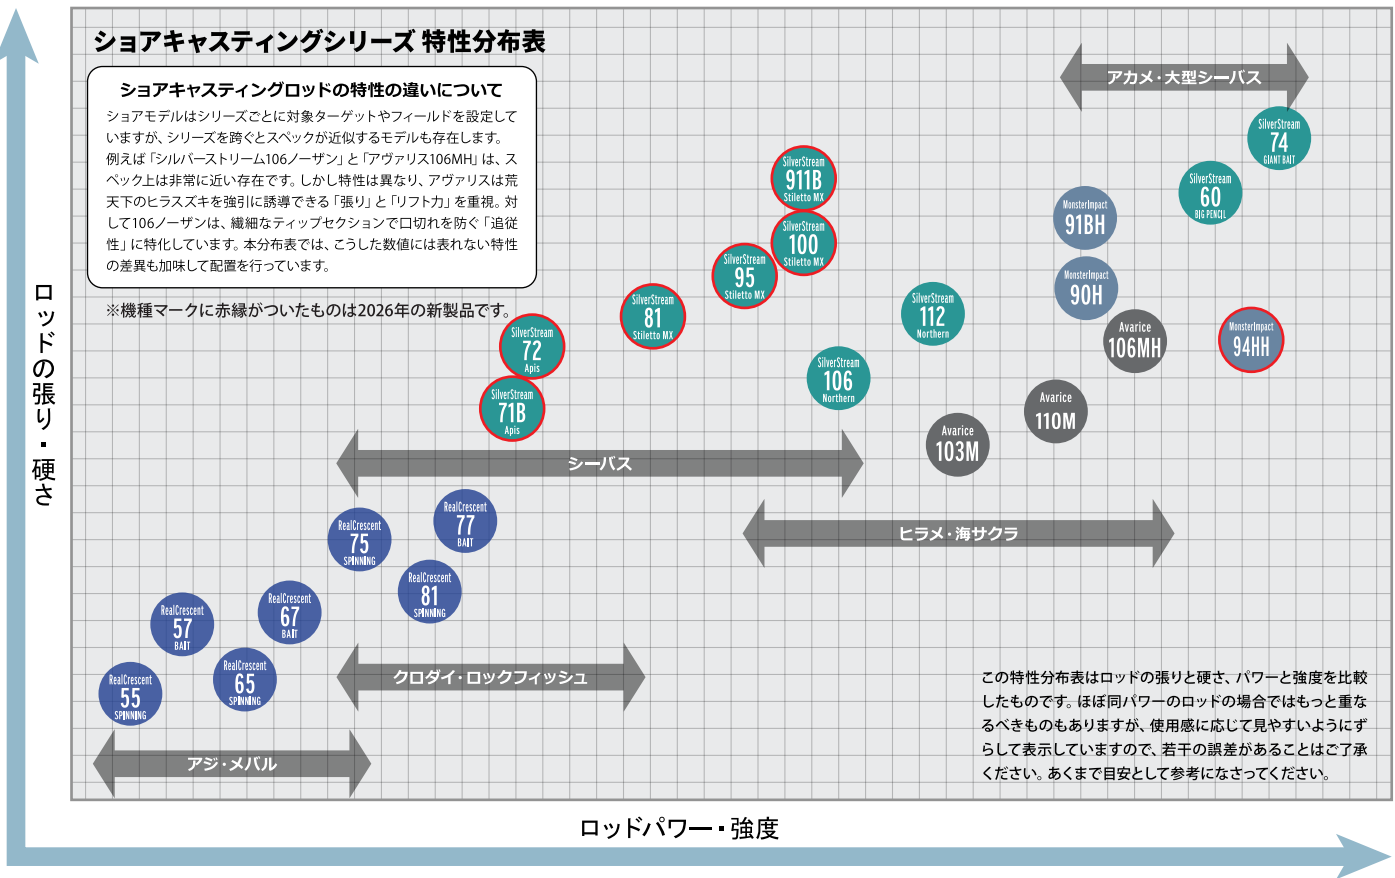 ショアキャスティングシリーズ 特性分布表
ショアキャスティングロッドの特性の違いについて
ショアモデルはシリーズごとに対象ターゲットやフィールドを設定して
いますが、シリーズを跨ぐとスペックが近似するモデルも存在します。
例えば「シルバーストリーム106ノーザン」と「アヴァリス106MH」は、ス
ペック上は非常に近い存在です。しかし特性は異なり、アヴァリスは荒
天下のヒラスズキを強引に誘導できる「張り」と「リフト力」を重視。対
して106ノーザンは、繊細なティップセクションで口切れを防ぐ「追従
性」に特化しています。本分布表では、こうした数値には表れない特性
の差異も加味して配置を行っています。
※機種マークに赤縁がついたものは2026年の新製品です。
アカメ・大型シーバス
SilverStream
74
GIANT BAIT
SilverStream
60
BIG PENCIL
SilverStream
911B
Stiletto MX
MonsterImpact
91BH
SilverStream
100
Stiletto MX
SilverStream
95
Stiletto MX
MonsterImpact
90H
SilverStream
81
Stiletto MX
SilverStream
112
Northern
SilverStream
72
Apis
Avarice
106MH
MonsterImpact
94HH
SilverStream
106
Northern
SilverStream
71B
Apis
Avarice
110M
Avarice
103M
シーバス
RealCrescent
77
BAIT
RealCrescent
75
SPINNING
ヒラメ・海サクラ
RealCrescent
81
SPINNING
RealCrescent
67
BAIT
RealCrescent
57
BAIT
RealCrescent
65
SPINNING
RealCrescent
55
SPINNING
クロダイ・ロックフィッシュ
アジ・メバル
この特性分布表はロッドの張りと硬さ、パワーと強度を比較
したものです。ほぼ同パワーのロッドの場合ではもっと重な
るべきものもありますが、使用感に応じて見やすいようにず
らして表示していますので、若干の誤差があることはご了承
ください。あくまで目安として参考になさってください。
ロッドの張り・硬さ
ロッドパワー・強度